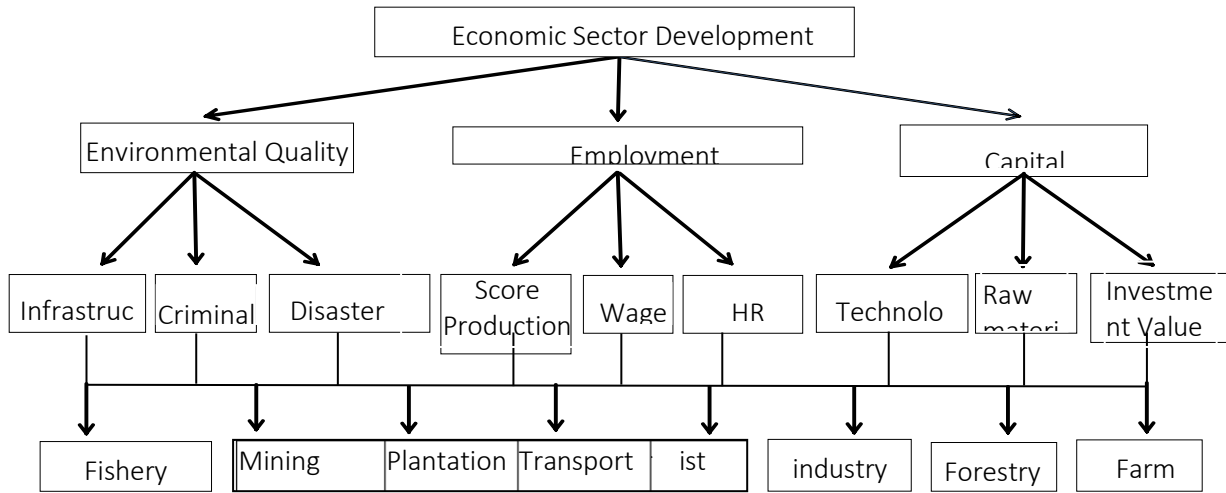 Economic Sector Development
Environmental Quality
Employment
Capital
Infrastruc
Criminal
Disaster
Score
Production
Wage
HR
Technolo
Raw
materi
Investme
nt Value
Fishery
Mining
Plantation
Transport
ist
industry
Forestry
Farm